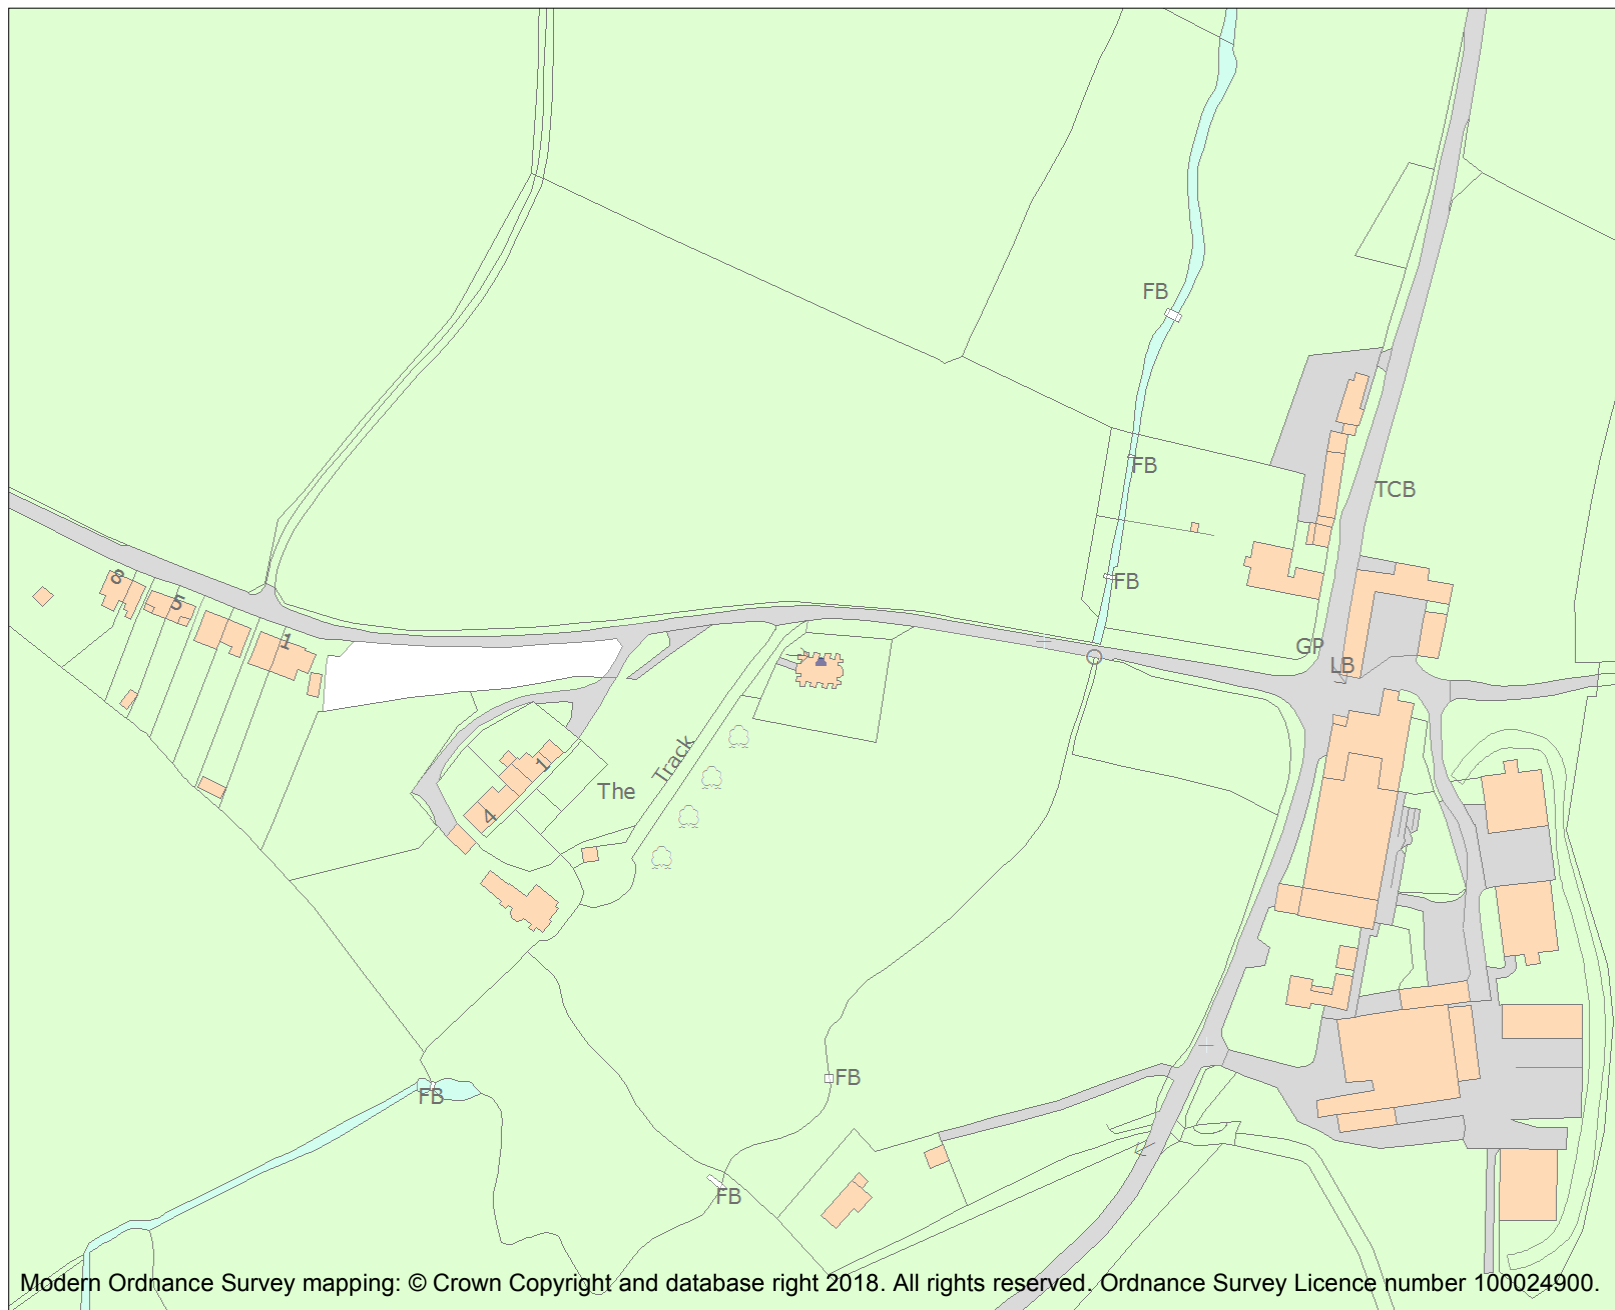 FB
FB
TCB
FB
8
5
1
GP
LB
Track
1
The
4
FB
FB
FB
Modern Ordnance Survey mapping: © Crown Copyright and database right 2018. All rights reserved. Ordnance Survey Licence number 100024900.